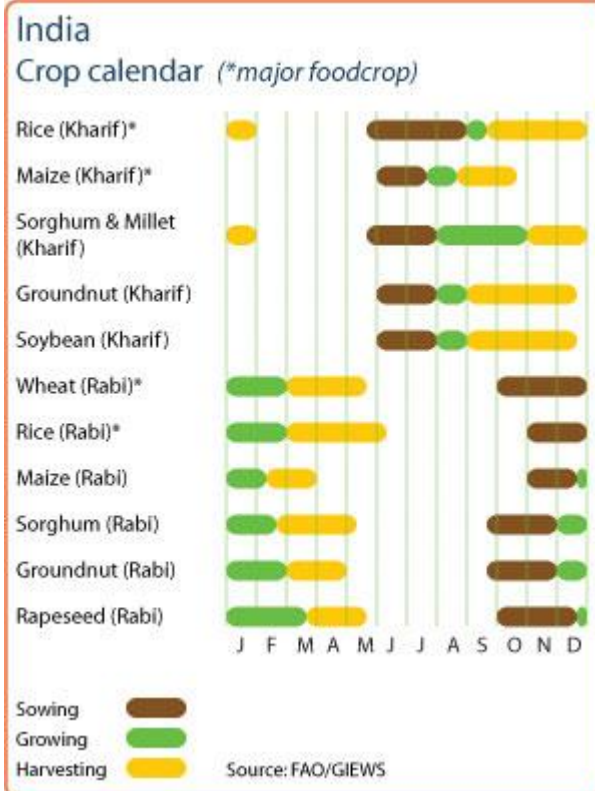 India
Crop calendar (*major foodcrop)
Rice (Kharif)*
Maize (Kharif)*
Sorghum & Millet
(Kharif)
Groundnut (Kharif)
Soybean (Kharif)
Wheat (Rabi)*
Rice (Rabi)*
Maize (Rabi)
Sorghum (Rabi)
Groundnut (Rabi)
Rapeseed (Rabi)
J F M A M J J A S O N D
Sowing
Growing
Harvesting Source: FAO/GIEWS